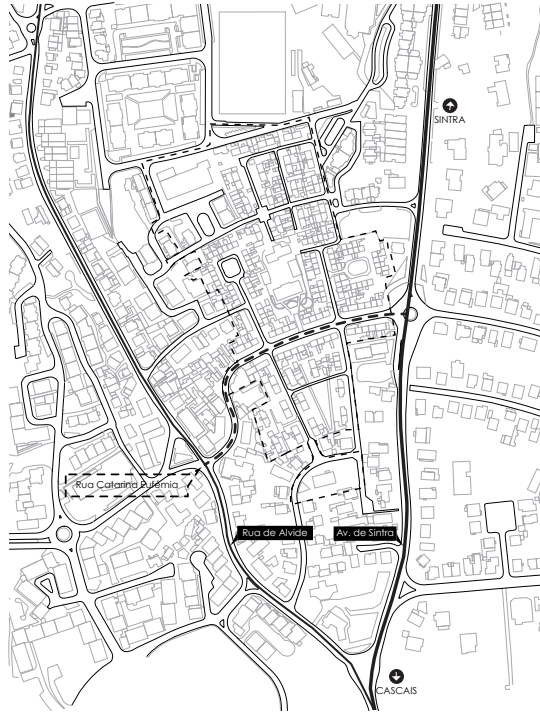 SINTRA
Rua Catarina Eufémia
Rua de Alvide
Av. de Sintra
CASCAIS